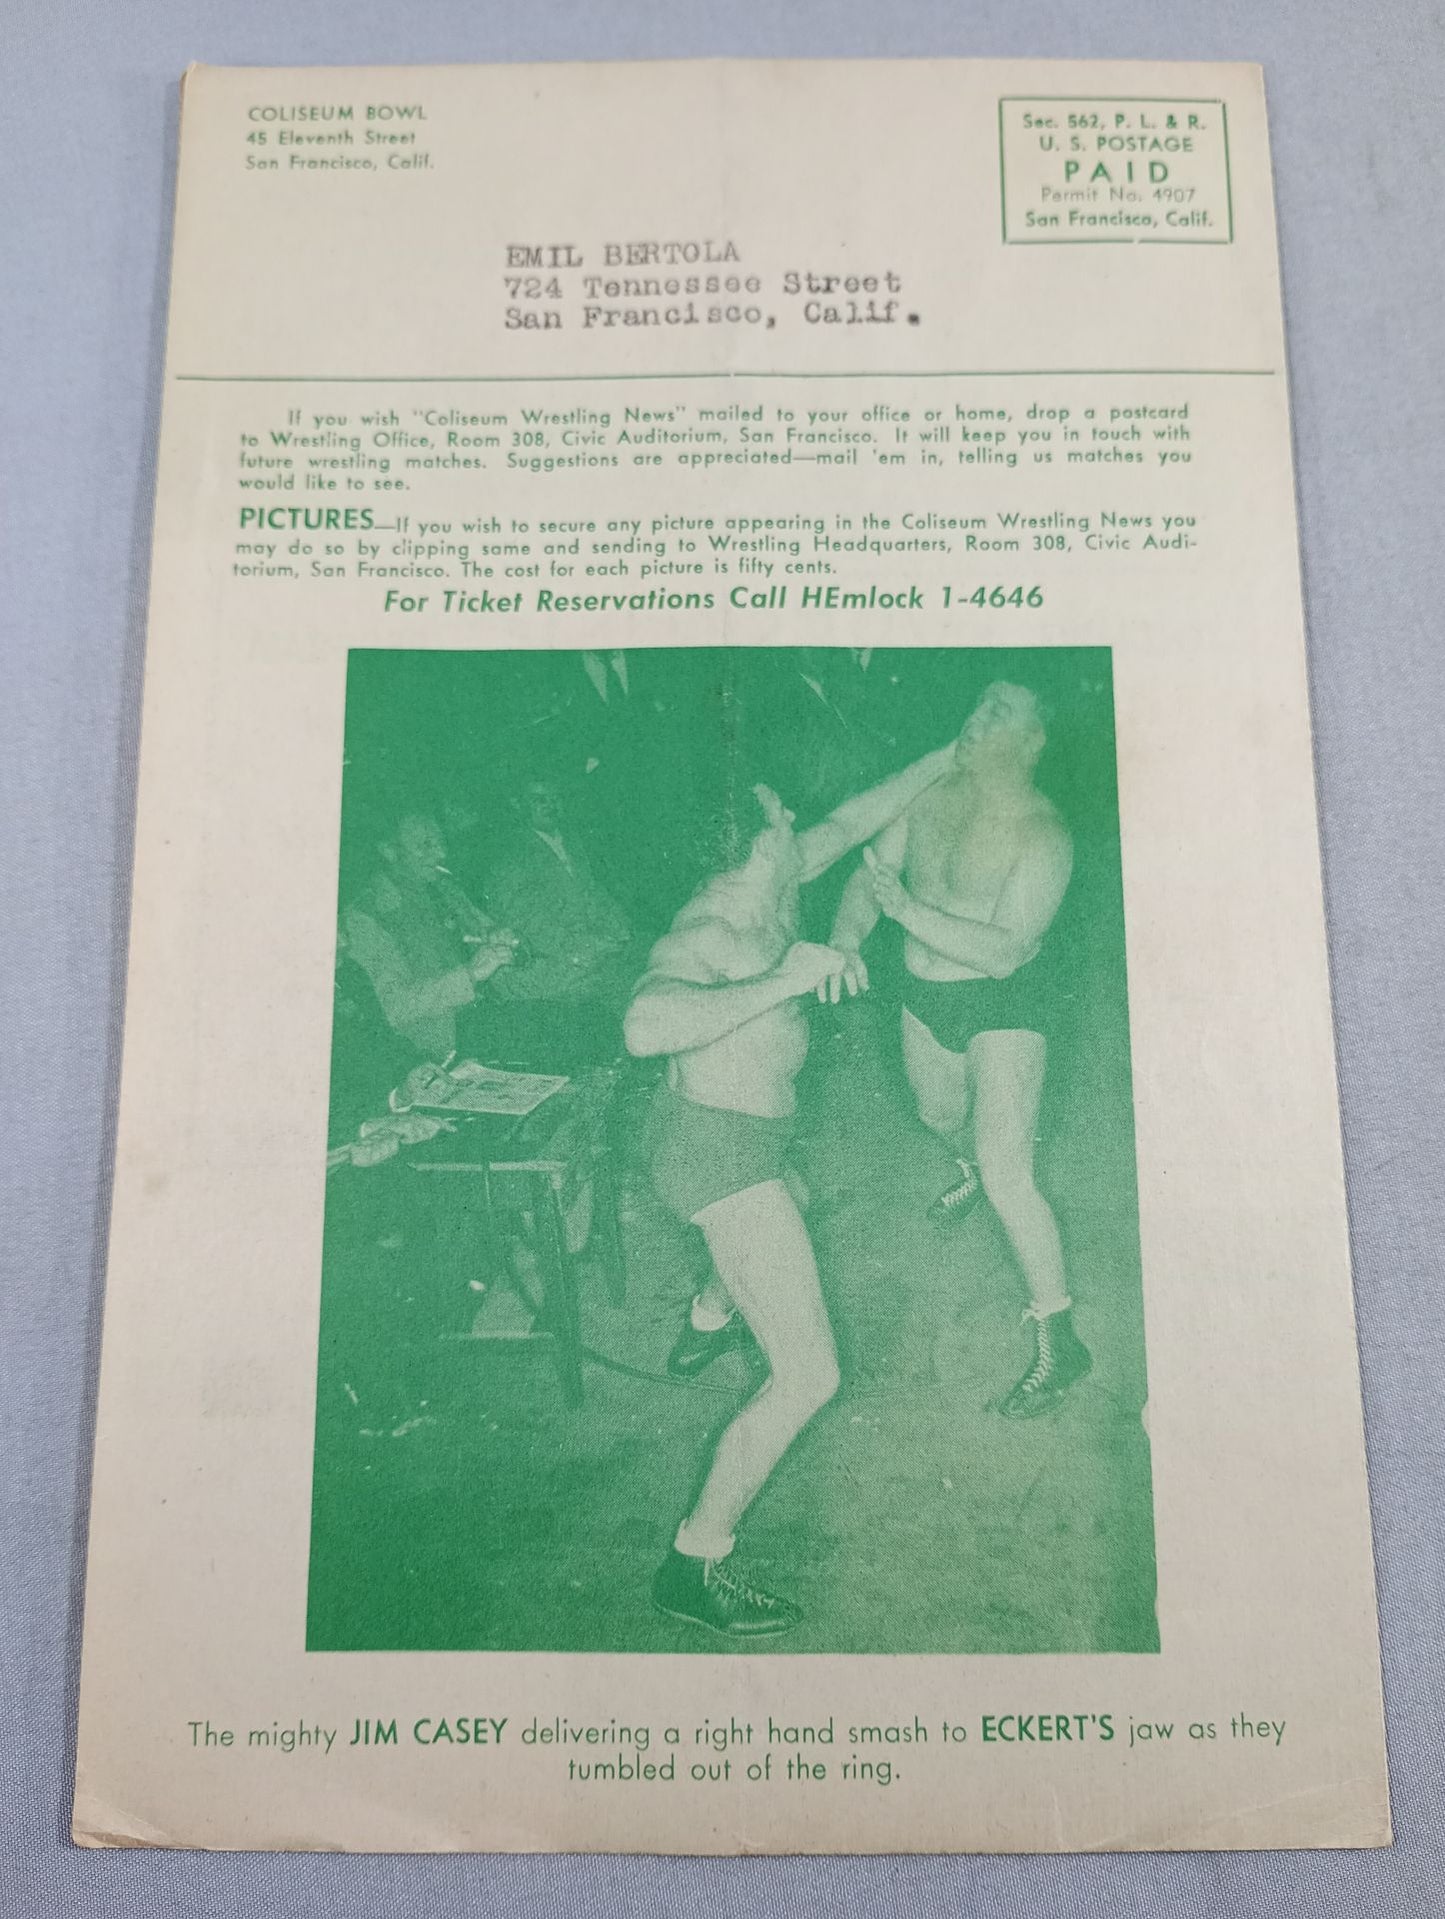 COLISEUM BOWL
45 Eleventh Street
San Francisco, Calif.
Sec. 562, P. L. & R.
U. S. POSTAGE
PAID
Permit No. 4907
San Francisco, Calif.
EMIL BERTOLA
724 Tennessee Street
San Francisco, Calif.
If you wish "Coliseum Wrestling News" mailed to your office or home, drop a postcard
to Wrestling Office, Room 308, Civic Auditorium, San Francisco. It will keep you in touch with
future wrestling matches. Suggestions are appreciated—mail 'em in, telling us matches you
would like to see.
PICTURES—If you wish to secure any picture appearing in the Coliseum Wrestling News you
may do so by clipping same and sending to Wrestling Headquarters, Room 308, Civic Audi-
torium, San Francisco. The cost for each picture is fifty cents.
For Ticket Reservations Call HEmlock 1-4646
The mighty JIM CASEY delivering a right hand smash to ECKERT'S jaw as they
tumbled out of the ring.